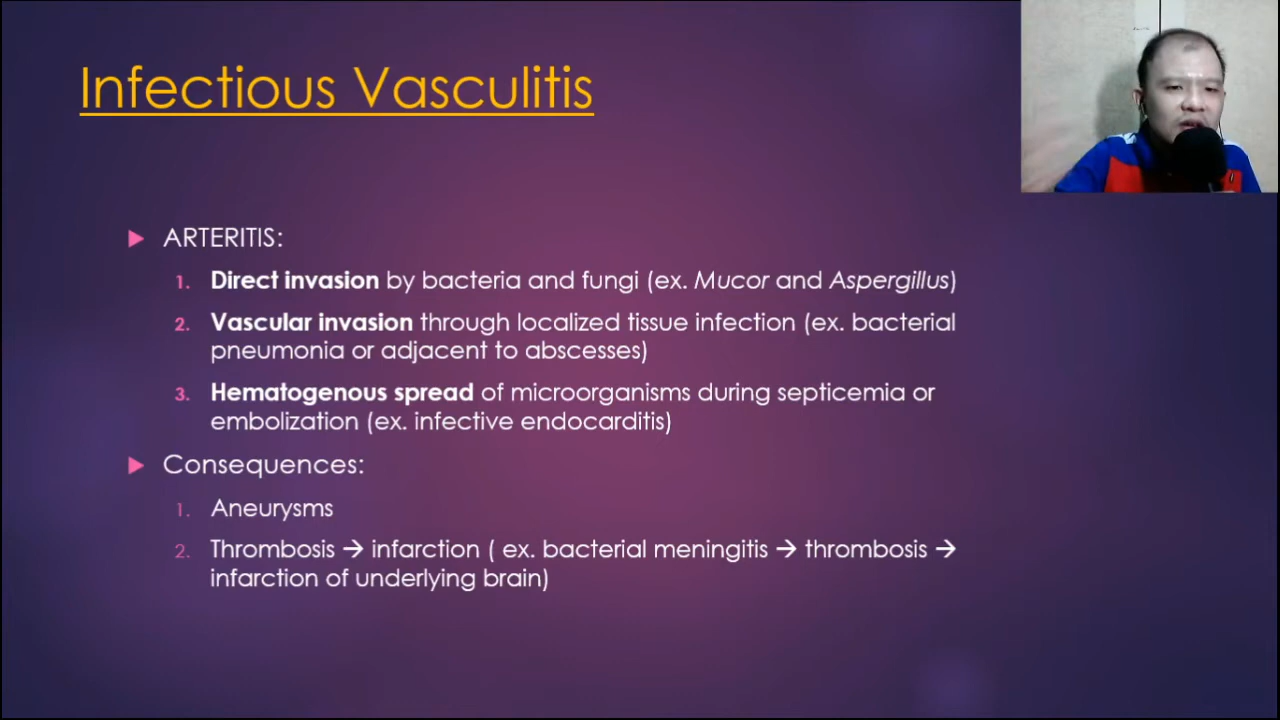 Infectious Vasculitis
ARTERITIS:
1. Direct invasion by bacteria and fungi (ex. Mucor and Aspergillus)
2. Vascular invasion through localized tissue infection (ex. bacterial
pneumonia or adjacent to abscesses)
3. Hematogenous spread of microorganisms during septicemia or
embolization (ex. infective endocarditis)
Consequences:
1. Aneurysms
2. Thrombosis → infarction ( ex. bacterial meningitis → thrombosis →
infarction of underlying brain)